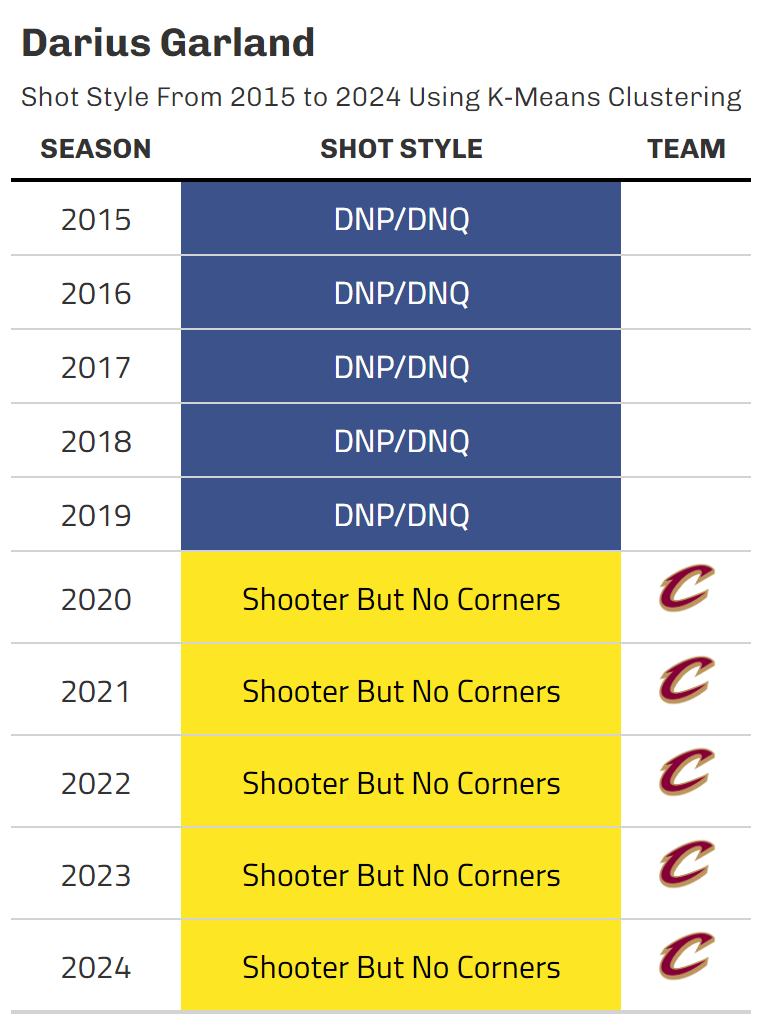 Darius Garland
Shot Style From 2015 to 2024 Using K-Means Clustering
SEASON SHOT STYLE TEAM
2015 DNP/DNQ
2016 DNP/DNQ
2017 DNP/DNQ
2018 DNP/DNQ
2019 DNP/DNQ
2020 Shooter But No Corners C
2021 Shooter But No Corners C
2022 Shooter But No Corners C
2023 Shooter But No Corners C
2024 Shooter But No Corners C